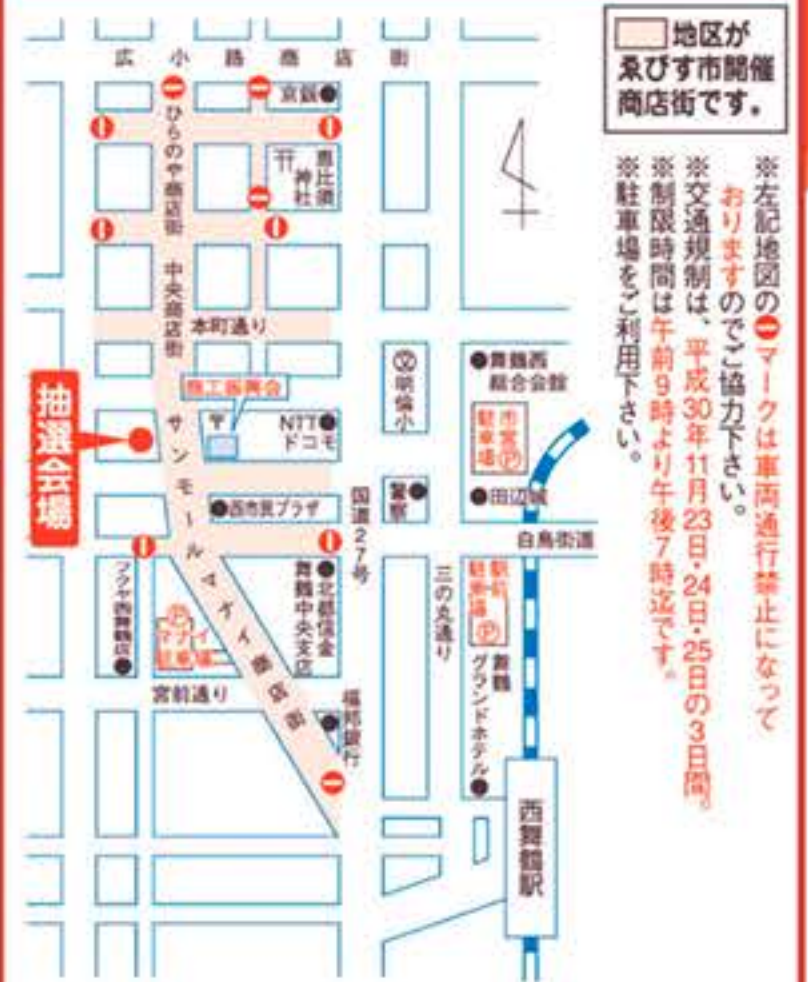 地区が
ゑびす市開催
商店街です。
※左記地図の⛔マークは車両通行禁止になって
おりますのでご協力下さい。
※交通規制は、平成30年11月23日・24日・25日の3日間。
※制限時間は午前9時より午後7時迄です。
※駐車場をご利用下さい。
広小路商店街
京鶴
ひらのや商店街
恵比須
神社
中央商店街
本町通り
商工振興会
〒
NTT
ドコモ
抽選会場
サンモールマナイ商店街
西市民プラザ
国道27号
文
明倫小
舞鶴西
総合会館
市営
駐車場
P
警察
田辺城
白鳥街道
フクヤ西舞鶴店
P
マナイ
駐車場
北都信金
舞鶴中央支店
三の丸通り
駅前
駐車場
P
舞鶴
グランドホテル
宮前通り
福邦銀行
西舞鶴駅